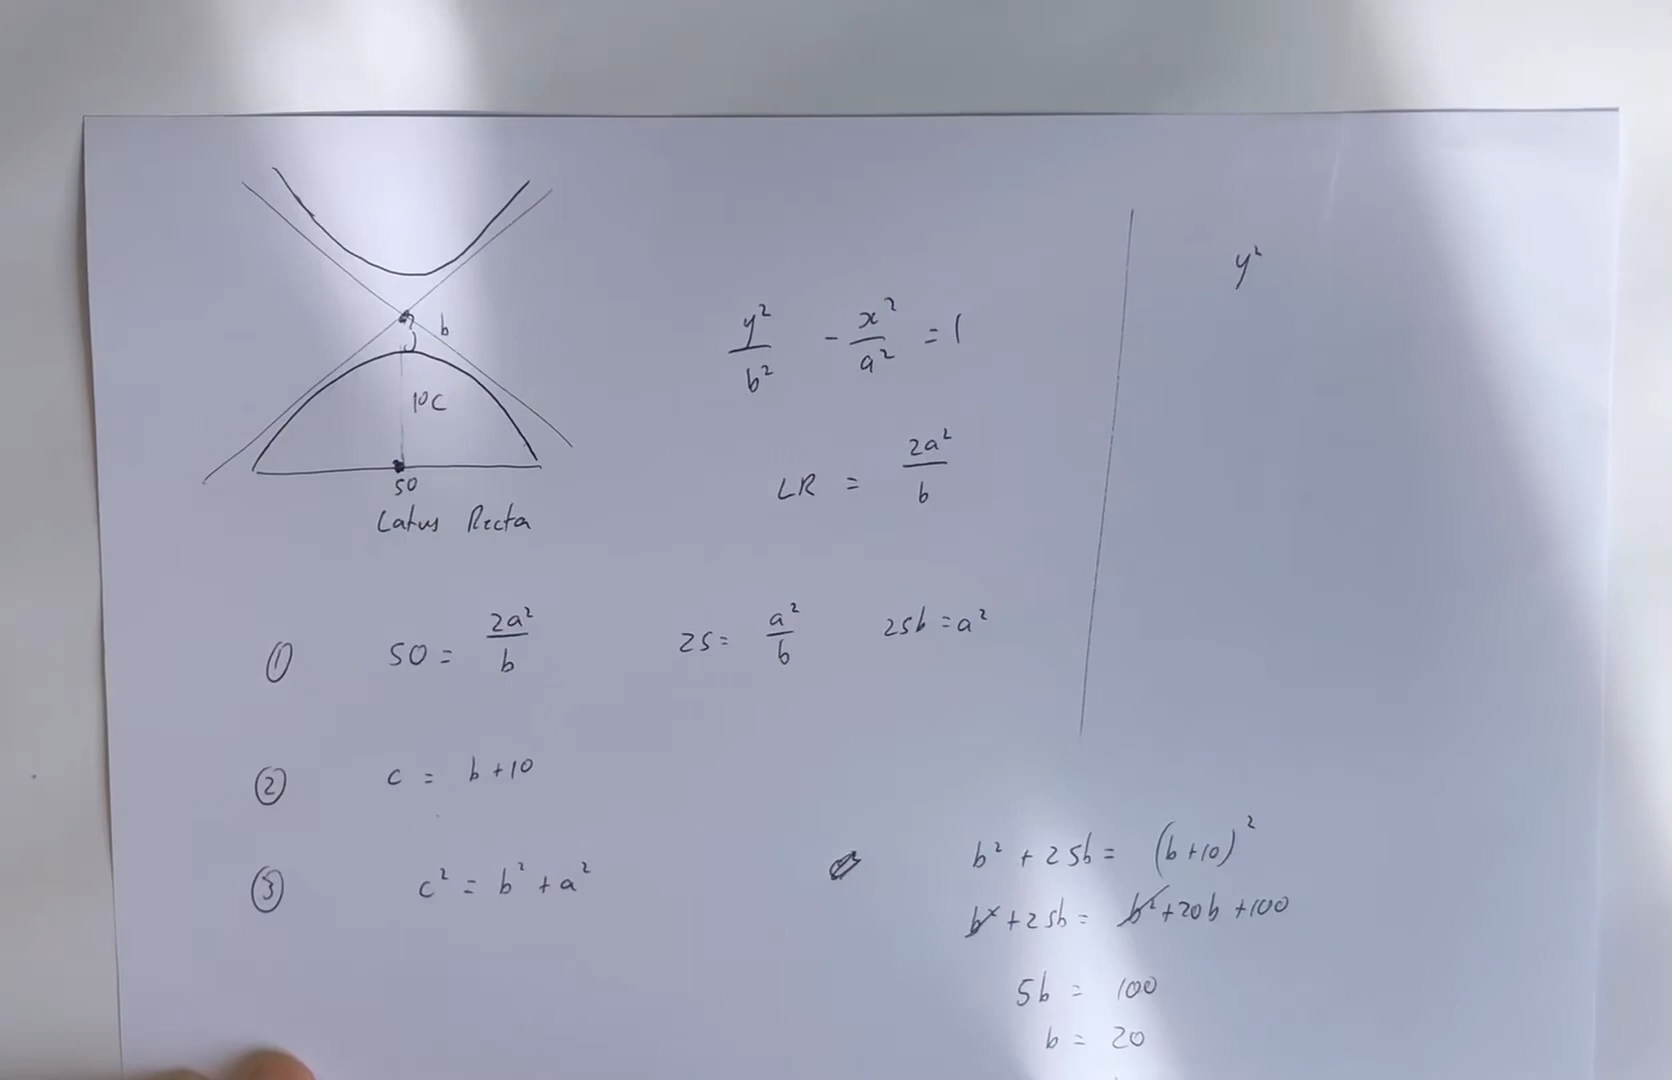 b
10c
50
Latus Recta
y²/b² - x²/a² = 1
LR = 2a²/b
① 50 = 2a²/b 25 = a²/b 25b = a²
② c = b + 10
③ c² = b² + a²
y²
b² + 25b = (b + 10)²
b² + 25b = b² + 20b + 100
5b = 100
b = 20